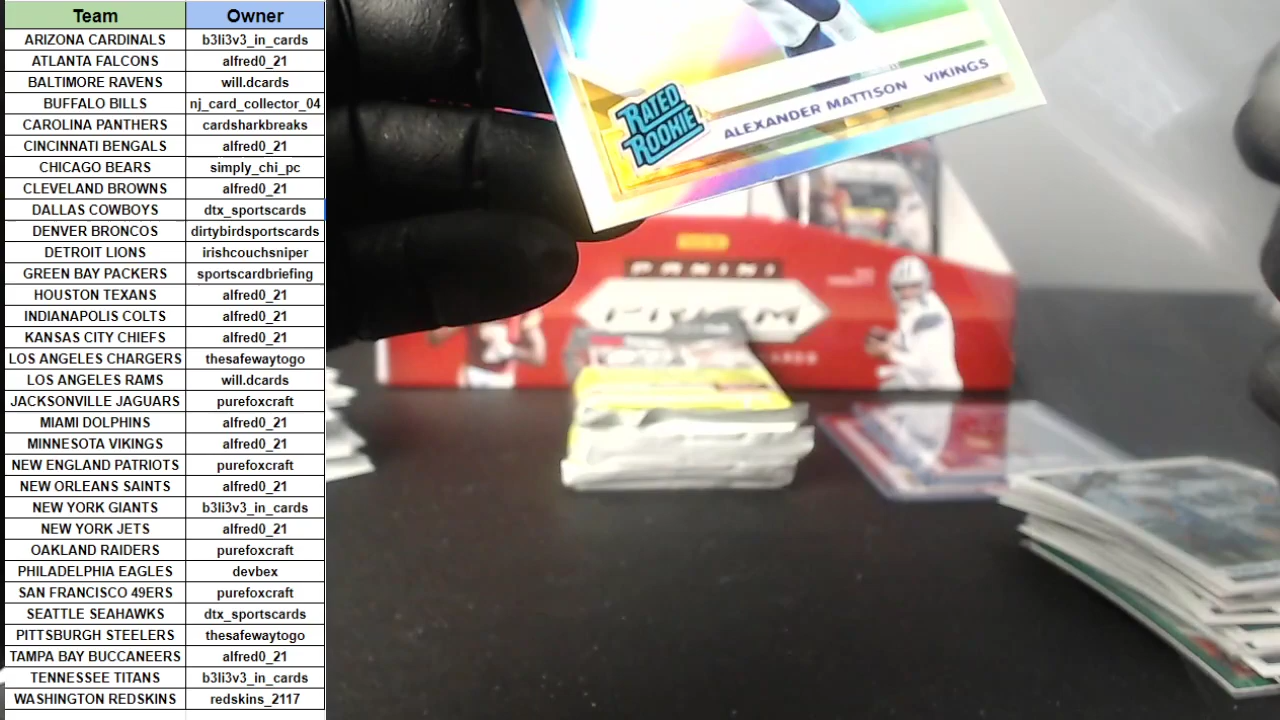 Team Owner
ARIZONA CARDINALS b3li3v3_in_cards
ATLANTA FALCONS alfred0_21
BALTIMORE RAVENS will.dcards
BUFFALO BILLS nj_card_collector_04
CAROLINA PANTHERS cardsharkbreaks
CINCINNATI BENGALS alfred0_21
CHICAGO BEARS simply_chi_pc
CLEVELAND BROWNS alfred0_21
DALLAS COWBOYS dtx_sportscards
DENVER BRONCOS dirtybirdsportscards
DETROIT LIONS irishcouchsniper
GREEN BAY PACKERS sportscardbriefing
HOUSTON TEXANS alfred0_21
INDIANAPOLIS COLTS alfred0_21
KANSAS CITY CHIEFS alfred0_21
LOS ANGELES CHARGERS thesafewaytogo
LOS ANGELES RAMS will.dcards
JACKSONVILLE JAGUARS purefoxcraft
MIAMI DOLPHINS alfred0_21
MINNESOTA VIKINGS alfred0_21
NEW ENGLAND PATRIOTS purefoxcraft
NEW ORLEANS SAINTS alfred0_21
NEW YORK GIANTS b3li3v3_in_cards
NEW YORK JETS alfred0_21
OAKLAND RAIDERS purefoxcraft
PHILADELPHIA EAGLES devbex
SAN FRANCISCO 49ERS purefoxcraft
SEATTLE SEAHAWKS dtx_sportscards
PITTSBURGH STEELERS thesafewaytogo
TAMPA BAY BUCCANEERS alfred0_21
TENNESSEE TITANS b3li3v3_in_cards
WASHINGTON REDSKINS redskins_2117
RATED ROOKIE
ALEXANDER MATTISON VIKINGS
PANINI
PRIZM